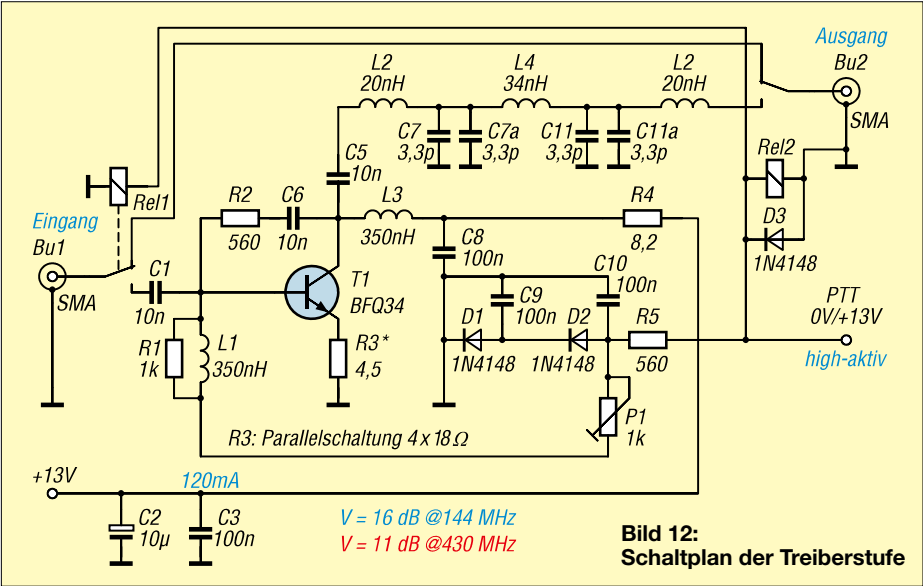 Ausgang
Bu2
SMA
L2
20nH
L4
34nH
L2
20nH
C7
3,3p
C7a
3,3p
C11
3,3p
C11a
3,3p
Rel2
D3
1N4148
C5
10n
Rel1
Eingang
Bu1
SMA
R2
560
C6
10n
L3
350nH
R4
8,2
C1
10n
T1
BFQ34
C8
100n
C9
100n
C10
100n
D1
1N4148
D2
1N4148
R5
560
PTT
0V/+13V
high-aktiv
R1
1k
L1
350nH
R3*
4,5
P1
1k
R3: Parallelschaltung 4 x 18 Ω
+13V
120mA
C2
10µ
C3
100n
V = 16 dB @144 MHz
V = 11 dB @430 MHz
Bild 12:
Schaltplan der Treiberstufe